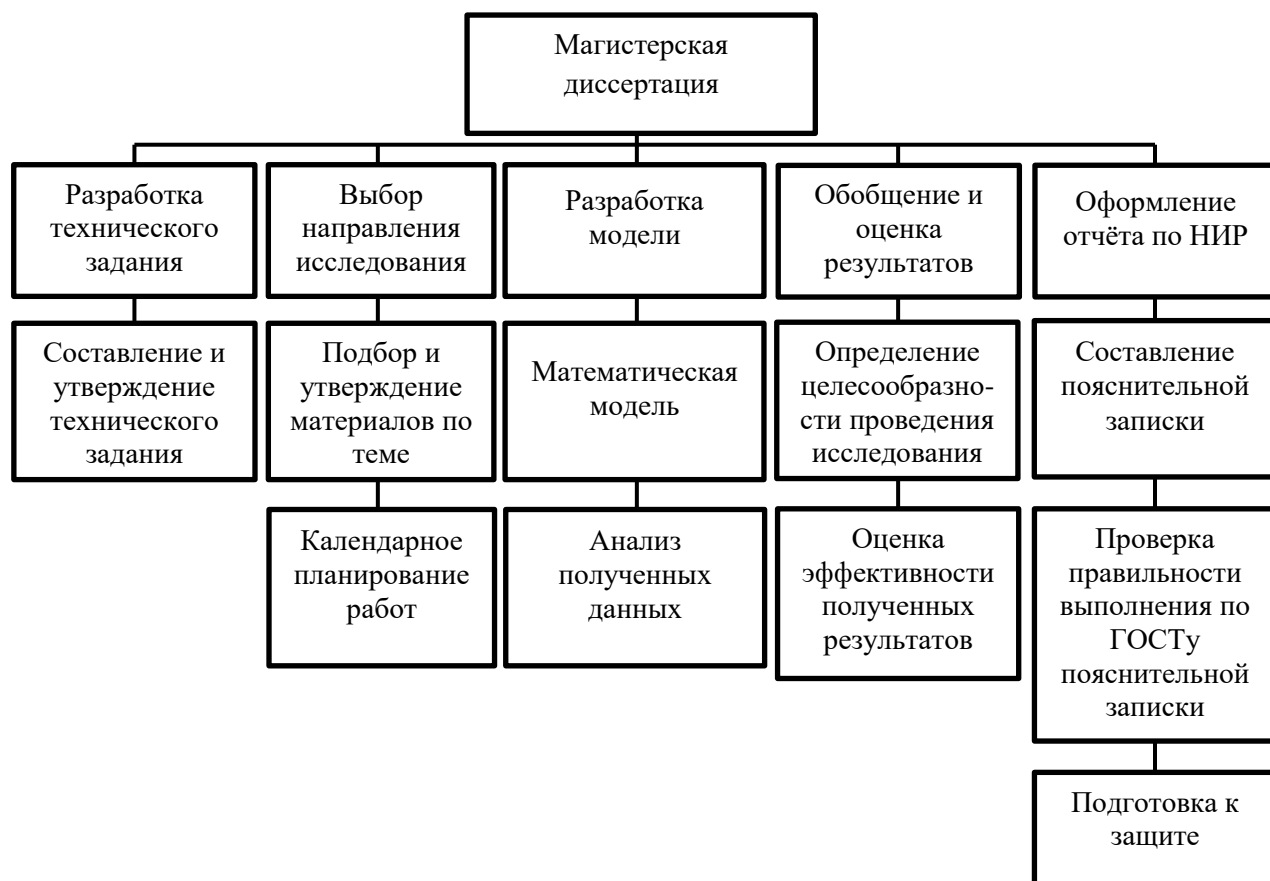 Магистерская
диссертация
Разработка
технического
задания
Выбор
направления
исследования
Разработка
модели
Обобщение и
оценка
результатов
Оформление
отчёта по НИР
Составление и
утверждение
технического
задания
Подбор и
утверждение
материалов по
теме
Математическая
модель
Определение
целесообразно-
сти проведения
исследования
Составление
пояснительной
записки
Календарное
планирование
работ
Анализ
полученных
данных
Оценка
эффективности
полученных
результатов
Проверка
правильности
выполнения по
ГОСТу
пояснительной
записки
Подготовка к
защите